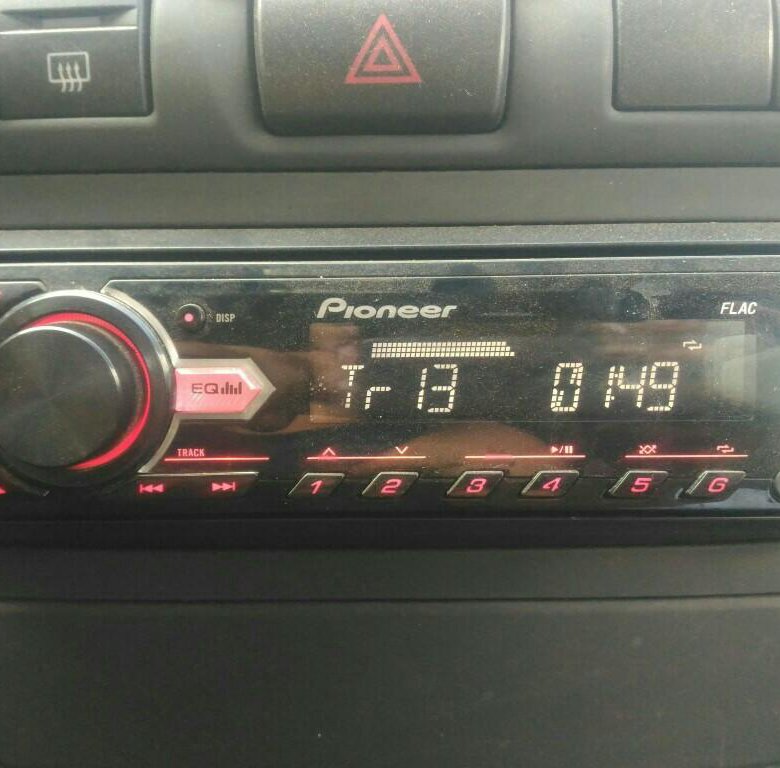 Pioneer
FLAC
DISP
EQ
Tr 13 0149
TRACK
1 2 3 4 5 6